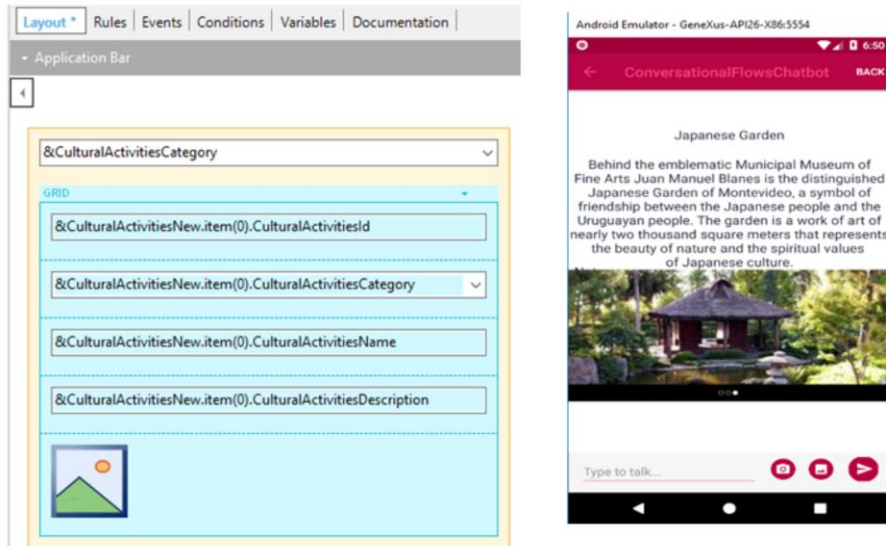 Layout * Rules Events Conditions Variables Documentation
Application Bar
&CulturalActivitiesCategory
GRID
&CulturalActivitiesNew.item(0).CulturalActivitiesId
&CulturalActivitiesNew.item(0).CulturalActivitiesCategory
&CulturalActivitiesNew.item(0).CulturalActivitiesName
&CulturalActivitiesNew.item(0).CulturalActivitiesDescription
Android Emulator - GeneXus-API26-X86:5554
6:50
ConversationalFlowsChatbot BACK
Japanese Garden
Behind the emblematic Municipal Museum of
Fine Arts Juan Manuel Blanes is the distinguished
Japanese Garden of Montevideo, a symbol of
friendship between the Japanese people and the
Uruguayan people. The garden is a work of art of
nearly two thousand square meters that represents
the beauty of nature and the spiritual values
of Japanese culture.
Type to talk...